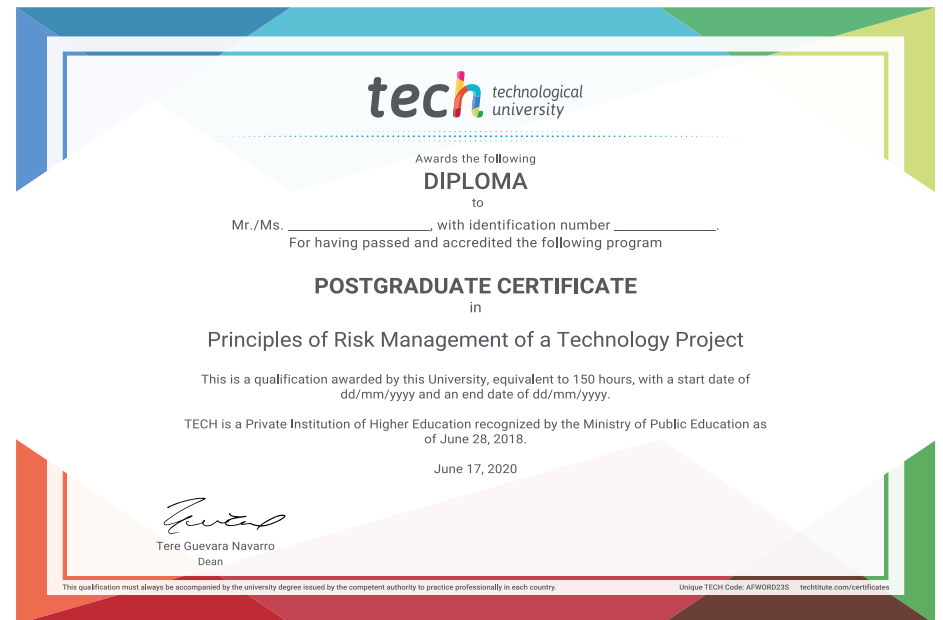 tech technological
university
Awards the following
DIPLOMA
to
Mr./Ms. ____________________, with identification number ______________.
For having passed and accredited the following program
POSTGRADUATE CERTIFICATE
in
Principles of Risk Management of a Technology Project
This is a qualification awarded by this University, equivalent to 150 hours, with a start date of
dd/mm/yyyy and an end date of dd/mm/yyyy.
TECH is a Private Institution of Higher Education recognized by the Ministry of Public Education as
of June 28, 2018.
June 17, 2020
Tere Guevara Navarro
Dean
This qualification must always be accompanied by the university degree issued by the competent authority to practice professionally in each country. Unique TECH Code: AFWORD23S techtitute.com/certificates